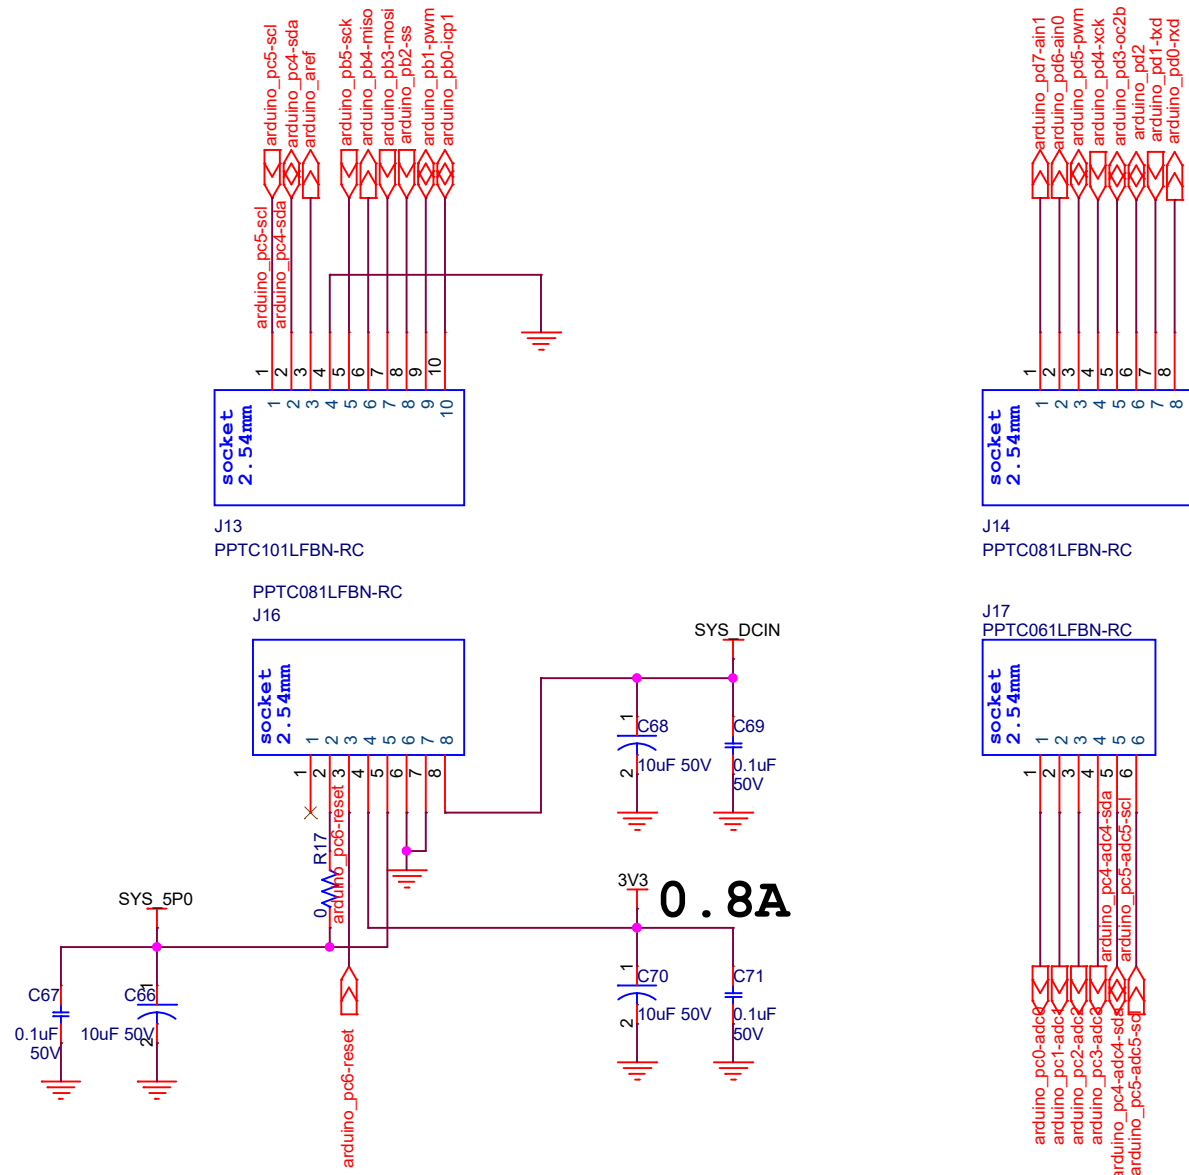 arduino_pc5-scl
arduino_pc4-sda
arduino_aref
arduino_pb5-sck
arduino_pb4-miso
arduino_pb3-mosi
arduino_pb2-ss
arduino_pb1-pwm
arduino_pb0-icp1
arduino_pc5-scl
arduino_pc4-sda
1
2
3
4
5
6
7
8
9
10
1
2
3
4
5
6
7
8
9
10
socket
2.54mm
J13
PPTC101LFBN-RC
arduino_pd7-ain1
arduino_pd6-ain0
arduino_pd5-pwm
arduino_pd4-xck
arduino_pd3-oc2b
arduino_pd2
arduino_pd1-txd
arduino_pd0-rxd
1
2
3
4
5
6
7
8
1
2
3
4
5
6
7
8
socket
2.54mm
J14
PPTC081LFBN-RC
PPTC081LFBN-RC
J16
socket
2.54mm
1
2
3
4
5
6
7
8
1
2
3
4
5
6
7
8
R17
0
arduino_pc6-reset
arduino_pc6-reset
SYS_DCIN
1
C68
10uF 50V
2
C69
0.1uF
50V
SYS_5P0
C67
0.1uF
50V
1
C66
10uF 50V
2
3V3
0.8A
1
C70
10uF 50V
2
C71
0.1uF
50V
J17
PPTC061LFBN-RC
socket
2.54mm
1
2
3
4
5
6
1
2
3
4
5
6
arduino_pc4-adc4-sda
arduino_pc5-adc5-scl
arduino_pc0-adc0
arduino_pc1-adc1
arduino_pc2-adc2
arduino_pc3-adc3
arduino_pc4-adc4-sda
arduino_pc5-adc5-scl